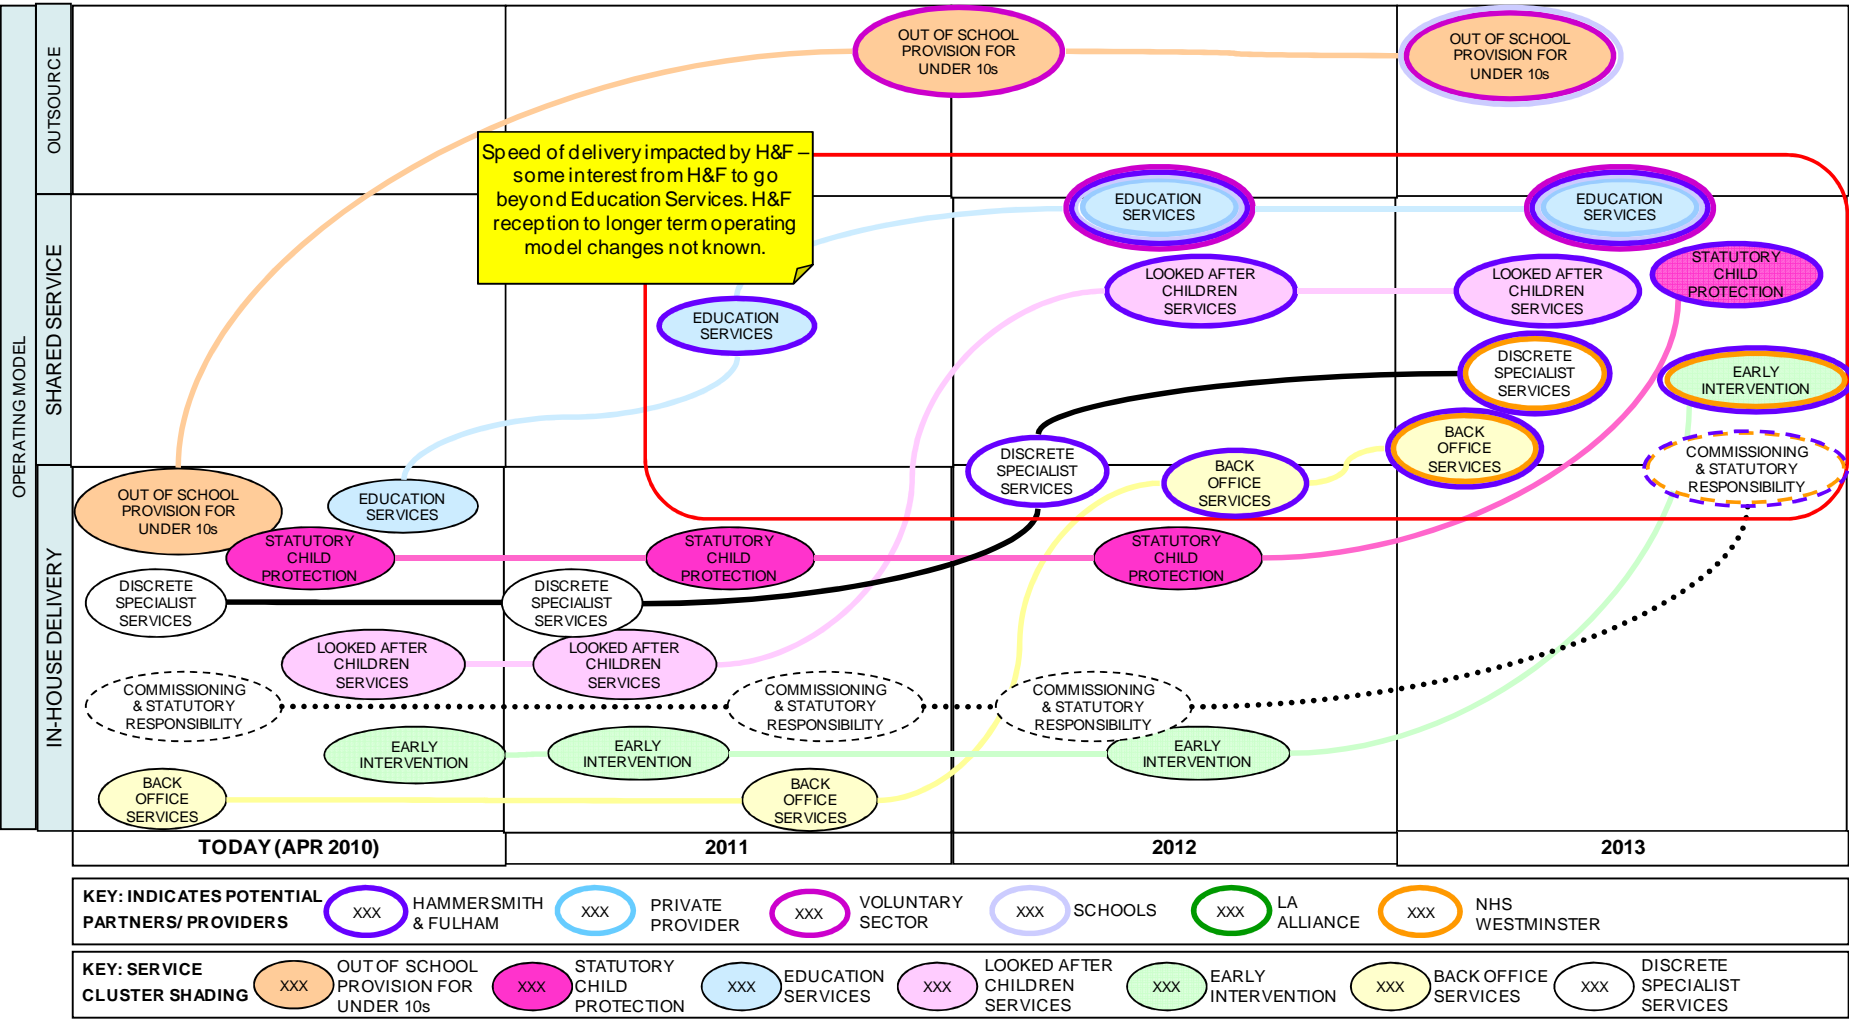 OPERATING MODEL
OUTSOURCE
SHARED SERVICE
IN-HOUSE DELIVERY
OUT OF SCHOOL
PROVISION FOR
UNDER 10s
OUT OF SCHOOL
PROVISION FOR
UNDER 10s
Speed of delivery impacted by H&F –
some interest from H&F to go
beyond Education Services. H&F
reception to longer term operating
model changes not known.
EDUCATION
SERVICES
EDUCATION
SERVICES
STATUTORY
CHILD
PROTECTION
LOOKED AFTER
CHILDREN
SERVICES
LOOKED AFTER
CHILDREN
SERVICES
EDUCATION
SERVICES
DISCRETE
SPECIALIST
SERVICES
EARLY
INTERVENTION
BACK
OFFICE
SERVICES
COMMISSIONING
& STATUTORY
RESPONSIBILITY
DISCRETE
SPECIALIST
SERVICES
BACK
OFFICE
SERVICES
OUT OF SCHOOL
PROVISION FOR
UNDER 10s
EDUCATION
SERVICES
STATUTORY
CHILD
PROTECTION
STATUTORY
CHILD
PROTECTION
STATUTORY
CHILD
PROTECTION
DISCRETE
SPECIALIST
SERVICES
DISCRETE
SPECIALIST
SERVICES
LOOKED AFTER
CHILDREN
SERVICES
LOOKED AFTER
CHILDREN
SERVICES
COMMISSIONING
& STATUTORY
RESPONSIBILITY
COMMISSIONING
& STATUTORY
RESPONSIBILITY
COMMISSIONING
& STATUTORY
RESPONSIBILITY
EARLY
INTERVENTION
EARLY
INTERVENTION
EARLY
INTERVENTION
BACK
OFFICE
SERVICES
BACK
OFFICE
SERVICES
TODAY (APR 2010)
2011
2012
2013
KEY: INDICATES POTENTIAL
PARTNERS/ PROVIDERS
XXX
HAMMERSMITH
& FULHAM
XXX
PRIVATE
PROVIDER
XXX
VOLUNTARY
SECTOR
XXX
SCHOOLS
XXX
LA
ALLIANCE
XXX
NHS
WESTMINSTER
KEY: SERVICE
CLUSTER SHADING
XXX
OUT OF SCHOOL
PROVISION FOR
UNDER 10s
XXX
STATUTORY
CHILD
PROTECTION
XXX
EDUCATION
SERVICES
XXX
LOOKED AFTER
CHILDREN
SERVICES
XXX
EARLY
INTERVENTION
XXX
BACK OFFICE
SERVICES
XXX
DISCRETE
SPECIALIST
SERVICES